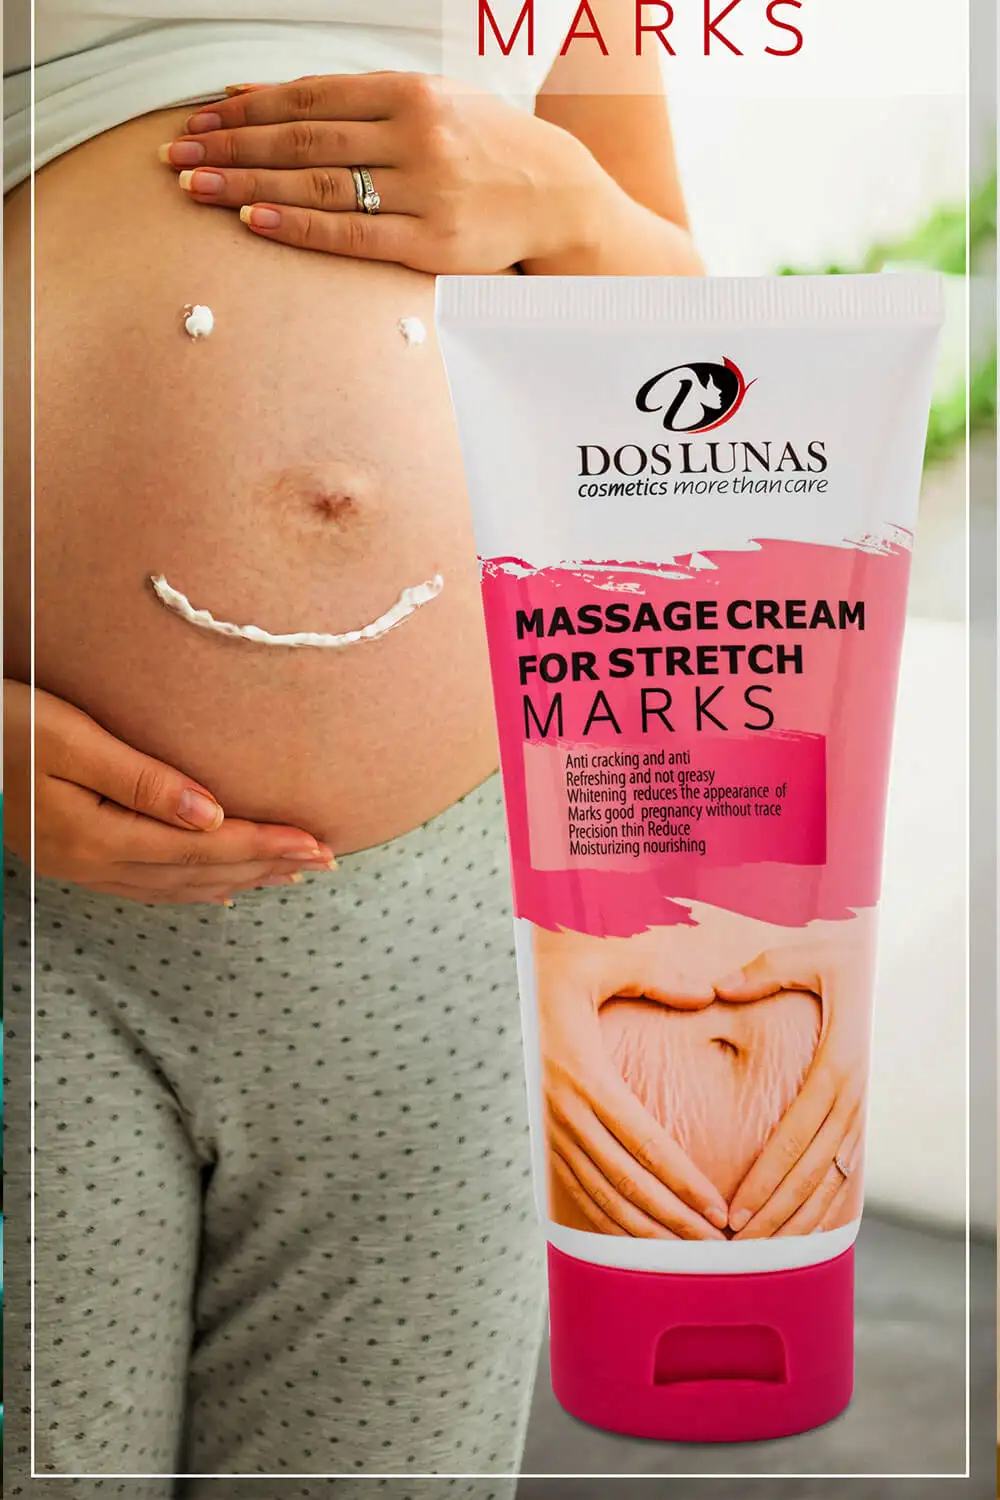 MARKS
DOS LUNAS
cosmetics more than care
MASSAGE CREAM
FOR STRETCH
MARKS
Anti cracking and anti
Refreshing and not greasy
Whitening reduces the appearance of
Marks good pregnancy without trace
Precision thin Reduce
Moisturizing nourishing